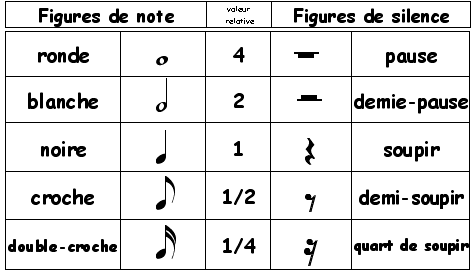 Figures de note valeur relative Figures de silence
ronde 4 pause
blanche 2 demie-pause
noire 1 soupir
croche 1/2 demi-soupir
double-croche 1/4 quart de soupir